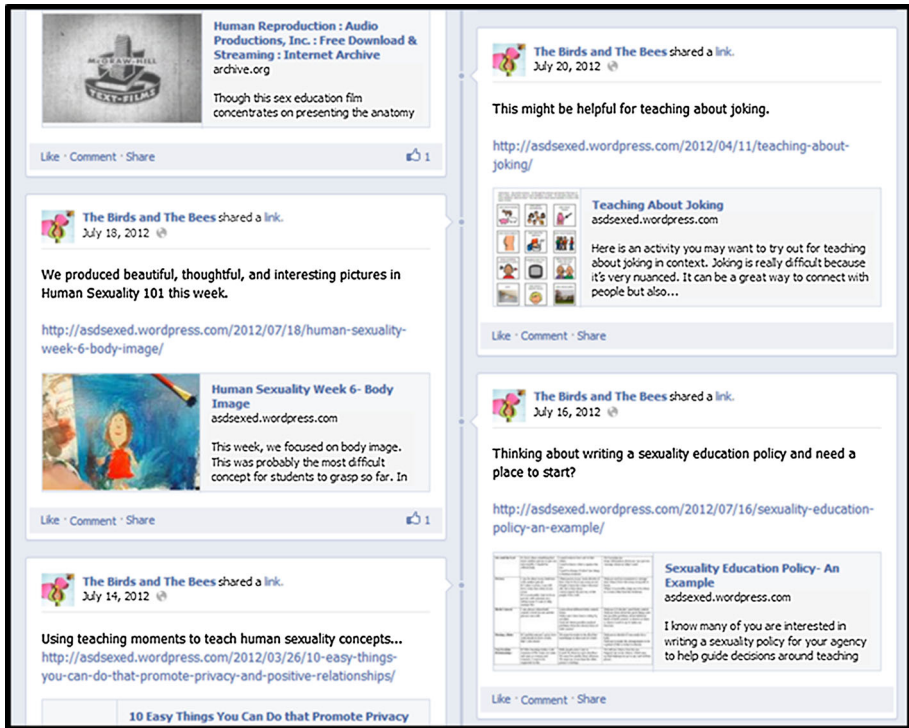 McGRAW-HILL
TEXT-FILMS
Human Reproduction : Audio
Productions, Inc. : Free Download &
Streaming : Internet Archive
archive.org
Though this sex education film
concentrates on presenting the anatomy
Like · Comment · Share
1
The Birds and The Bees shared a link.
July 18, 2012
We produced beautiful, thoughtful, and interesting pictures in
Human Sexuality 101 this week.
http://asdsexed.wordpress.com/2012/07/18/human-sexuality-
week-6-body-image/
Human Sexuality Week 6- Body
Image
asdsexed.wordpress.com
This week, we focused on body image.
This was probably the most difficult
concept for students to grasp so far. In
Like · Comment · Share
1
The Birds and The Bees shared a link.
July 14, 2012
Using teaching moments to teach human sexuality concepts...
http://asdsexed.wordpress.com/2012/03/26/10-easy-things-
you-can-do-that-promote-privacy-and-positive-relationships/
10 Easy Things You Can Do that Promote Privacy
The Birds and The Bees shared a link.
July 20, 2012
This might be helpful for teaching about joking.
http://asdsexed.wordpress.com/2012/04/11/teaching-about-
joking/
Teaching About Joking
asdsexed.wordpress.com
Here is an activity you may want to try out for teaching
about joking in context. Joking is really difficult because
it's very nuanced. It can be a great way to connect with
people but also...
Like · Comment · Share
The Birds and The Bees shared a link.
July 16, 2012
Thinking about writing a sexuality education policy and need a
place to start?
http://asdsexed.wordpress.com/2012/07/16/sexuality-education-
policy-an-example/
Sexuality Education Policy- An
Example
asdsexed.wordpress.com
I know many of you are interested in
writing a sexuality policy for your agency
to help guide decisions around teaching
Like · Comment · Share